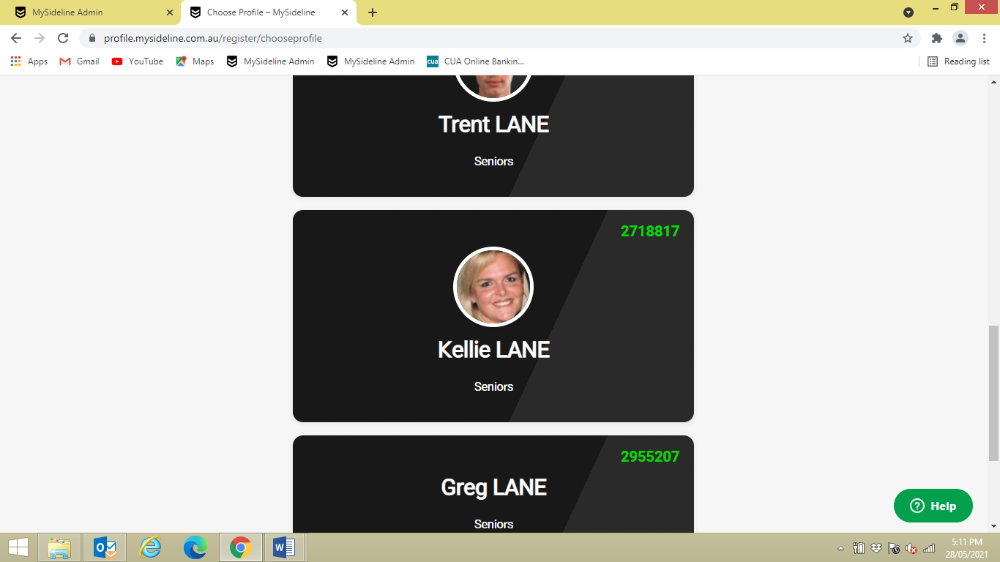 MySideline Admin
Choose Profile – MySideline
profile.mysideline.com.au/register/chooseprofile
Apps
Gmail
YouTube
Maps
MySideline Admin
MySideline Admin
cua
CUA Online Bankin...
Reading list
Trent LANE
Seniors
2718817
Kellie LANE
Seniors
2955207
Greg LANE
Seniors
Help
5:11 PM
28/05/2021